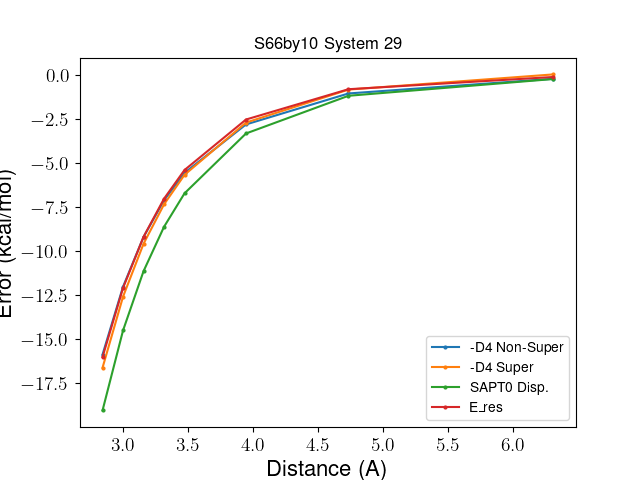 S66by10 System 29
Error (kcal/mol)
0.0
−2.5
−5.0
−7.5
−10.0
−12.5
−15.0
−17.5
-D4 Non-Super
-D4 Super
SAPT0 Disp.
E_res
3.0 3.5 4.0 4.5 5.0 5.5 6.0
Distance (A)